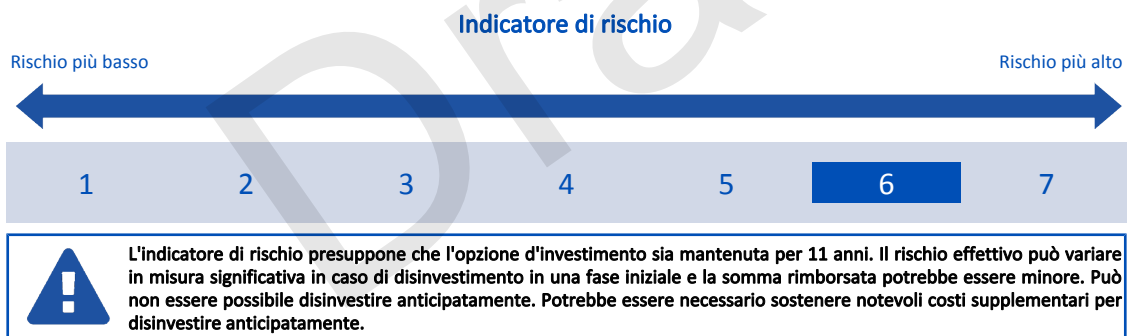 Indicatore di rischio
Rischio più basso Rischio più alto
1 2 3 4 5 6 7
L'indicatore di rischio presuppone che l'opzione d'investimento sia mantenuta per 11 anni. Il rischio effettivo può variare
in misura significativa in caso di disinvestimento in una fase iniziale e la somma rimborsata potrebbe essere minore. Può
non essere possibile disinvestire anticipatamente. Potrebbe essere necessario sostenere notevoli costi supplementari per
disinvestire anticipatamente.